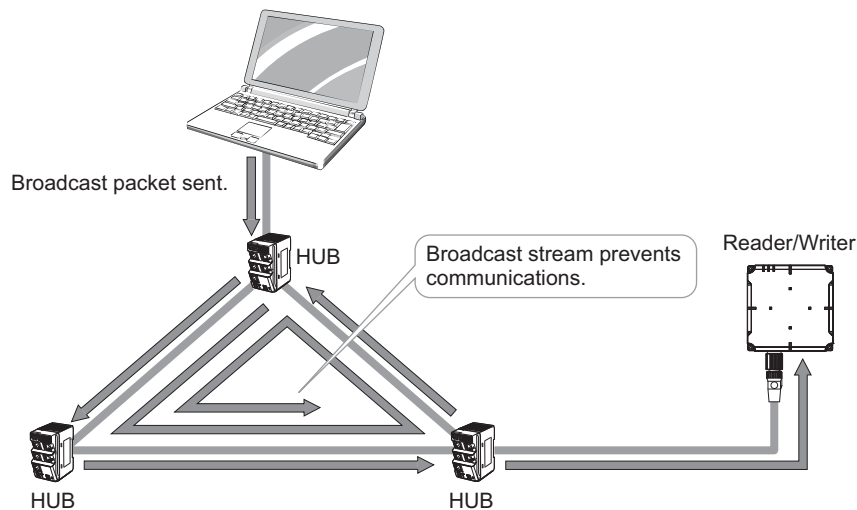 Broadcast packet sent.
HUB
Broadcast stream prevents
communications.
Reader/Writer
HUB
HUB